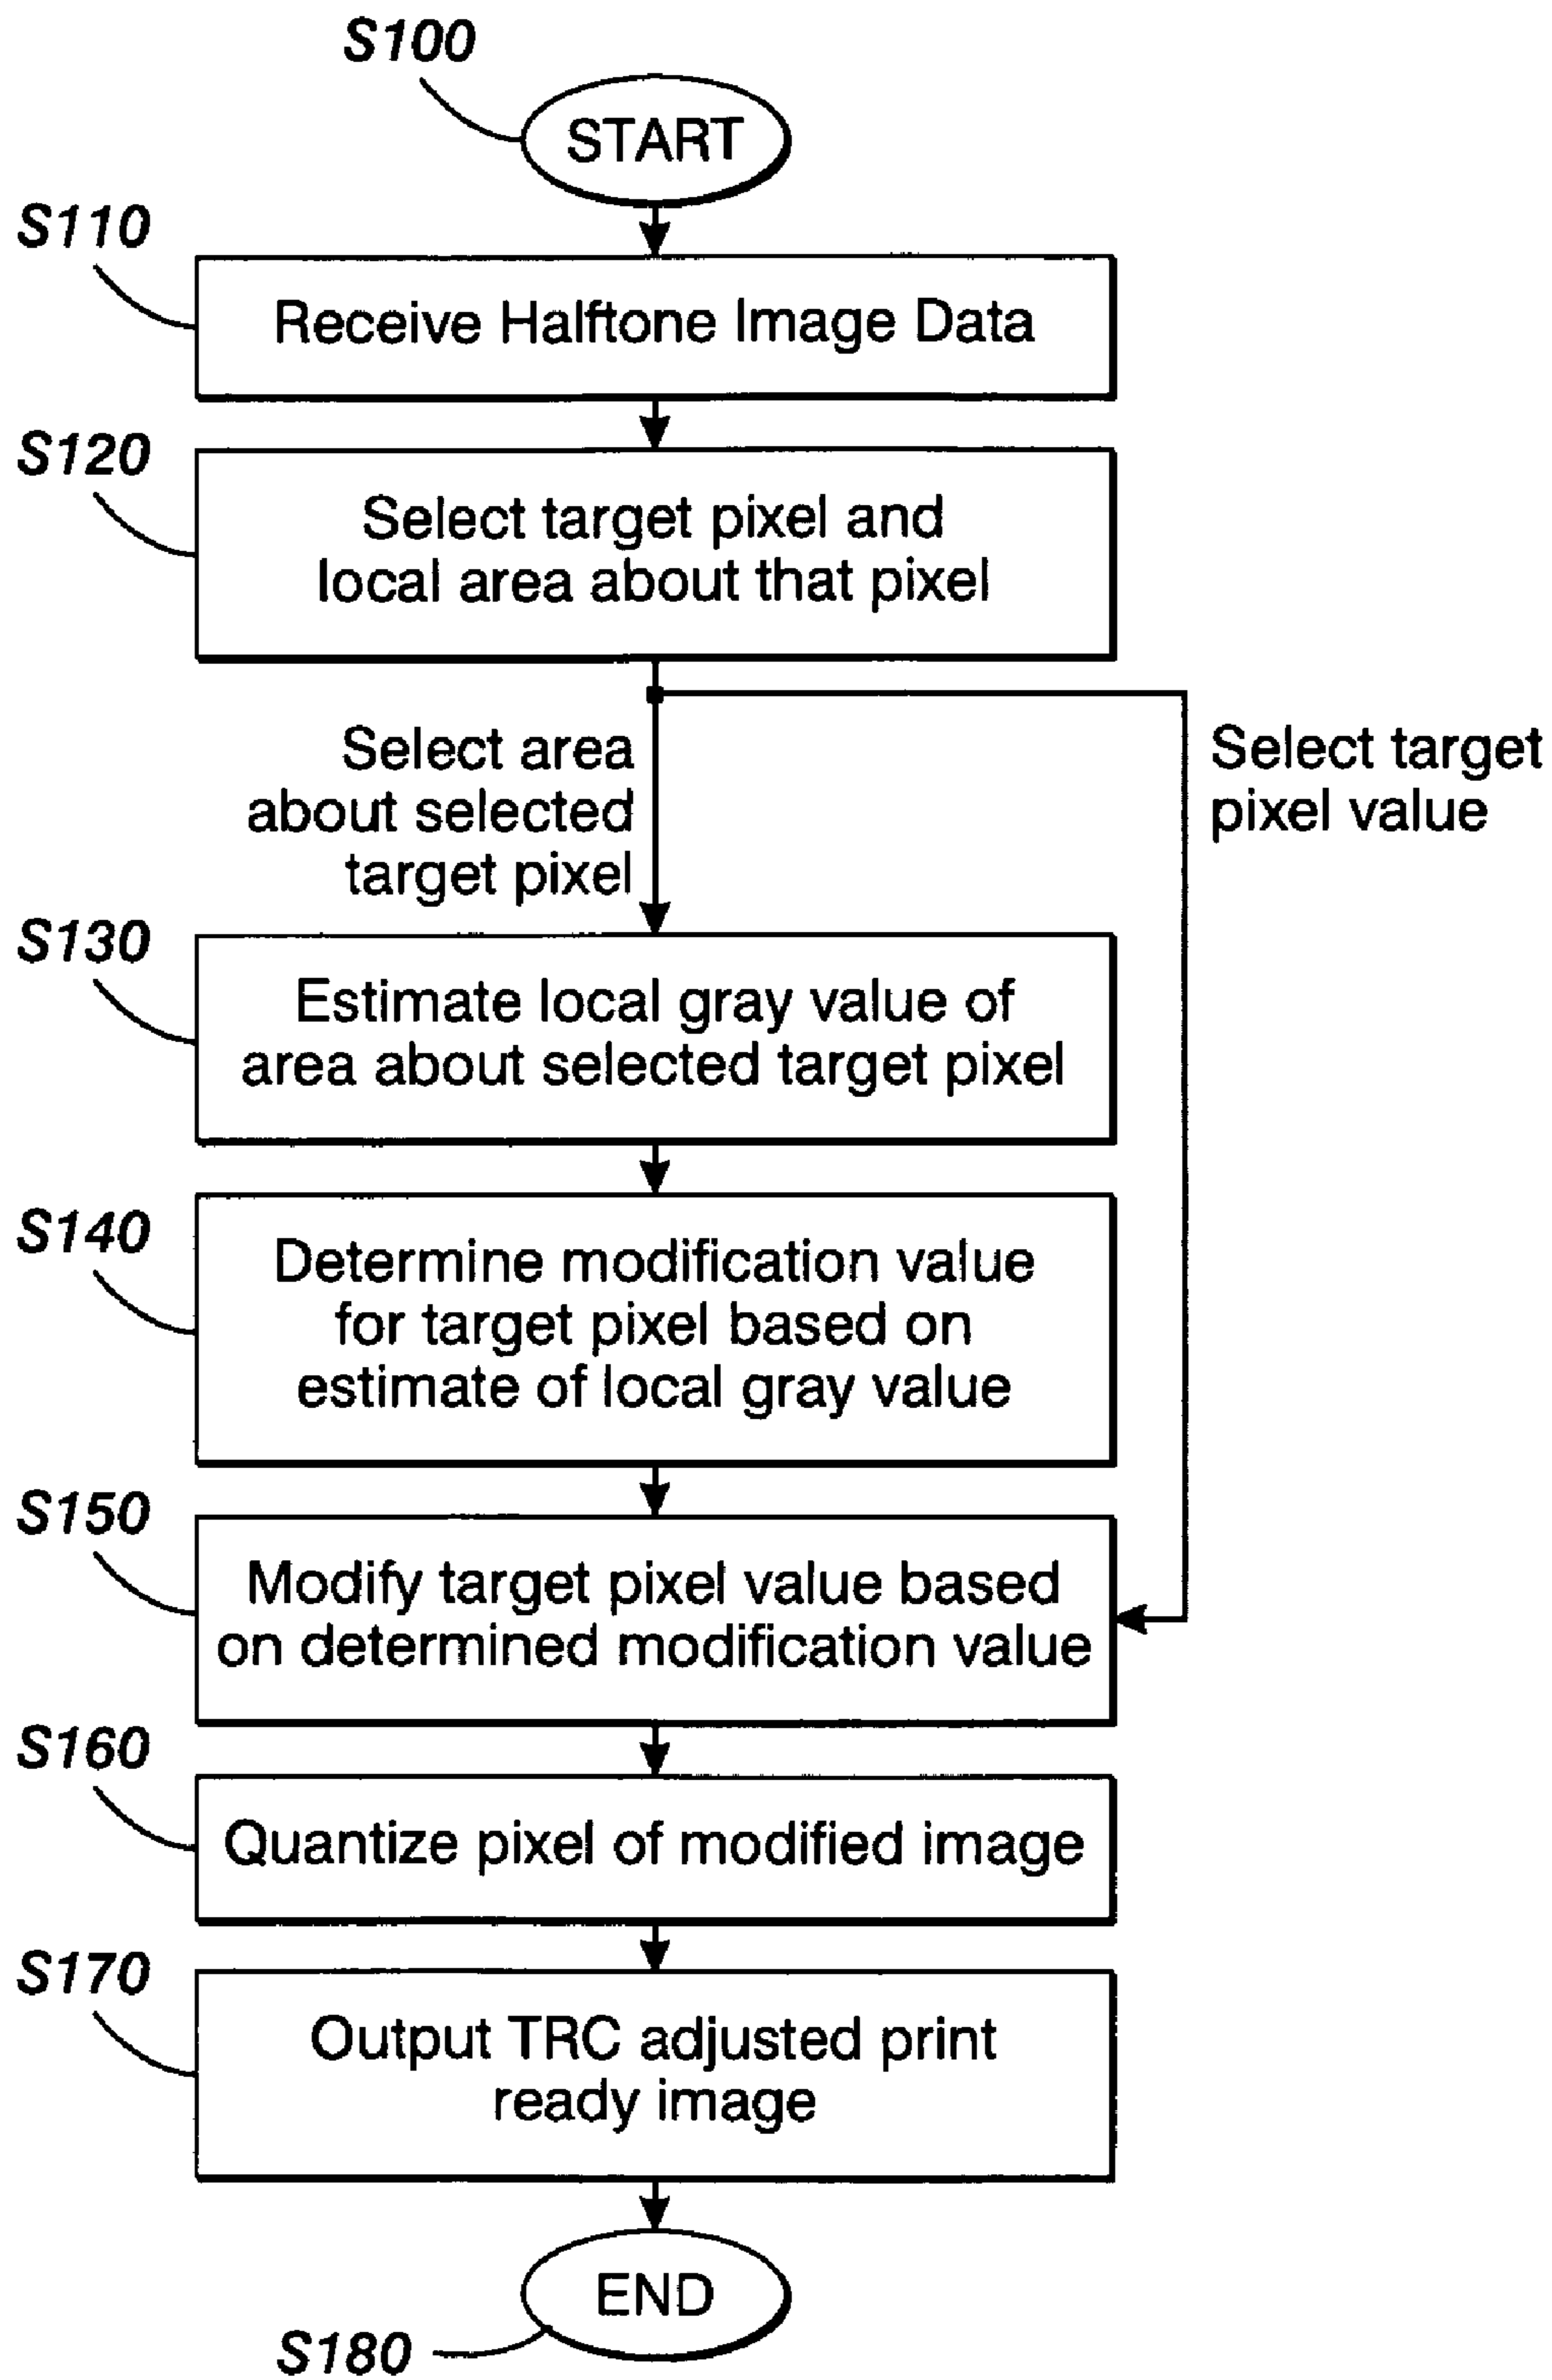 S100
START
S110
Receive Halftone Image Data
S120
Select target pixel and
local area about that pixel
Select area
about selected
target pixel
Select target
pixel value
S130
Estimate local gray value of
area about selected target pixel
S140
Determine modification value
for target pixel based on
estimate of local gray value
S150
Modify target pixel value based
on determined modification value
S160
Quantize pixel of modified image
S170
Output TRC adjusted print
ready image
END
S180